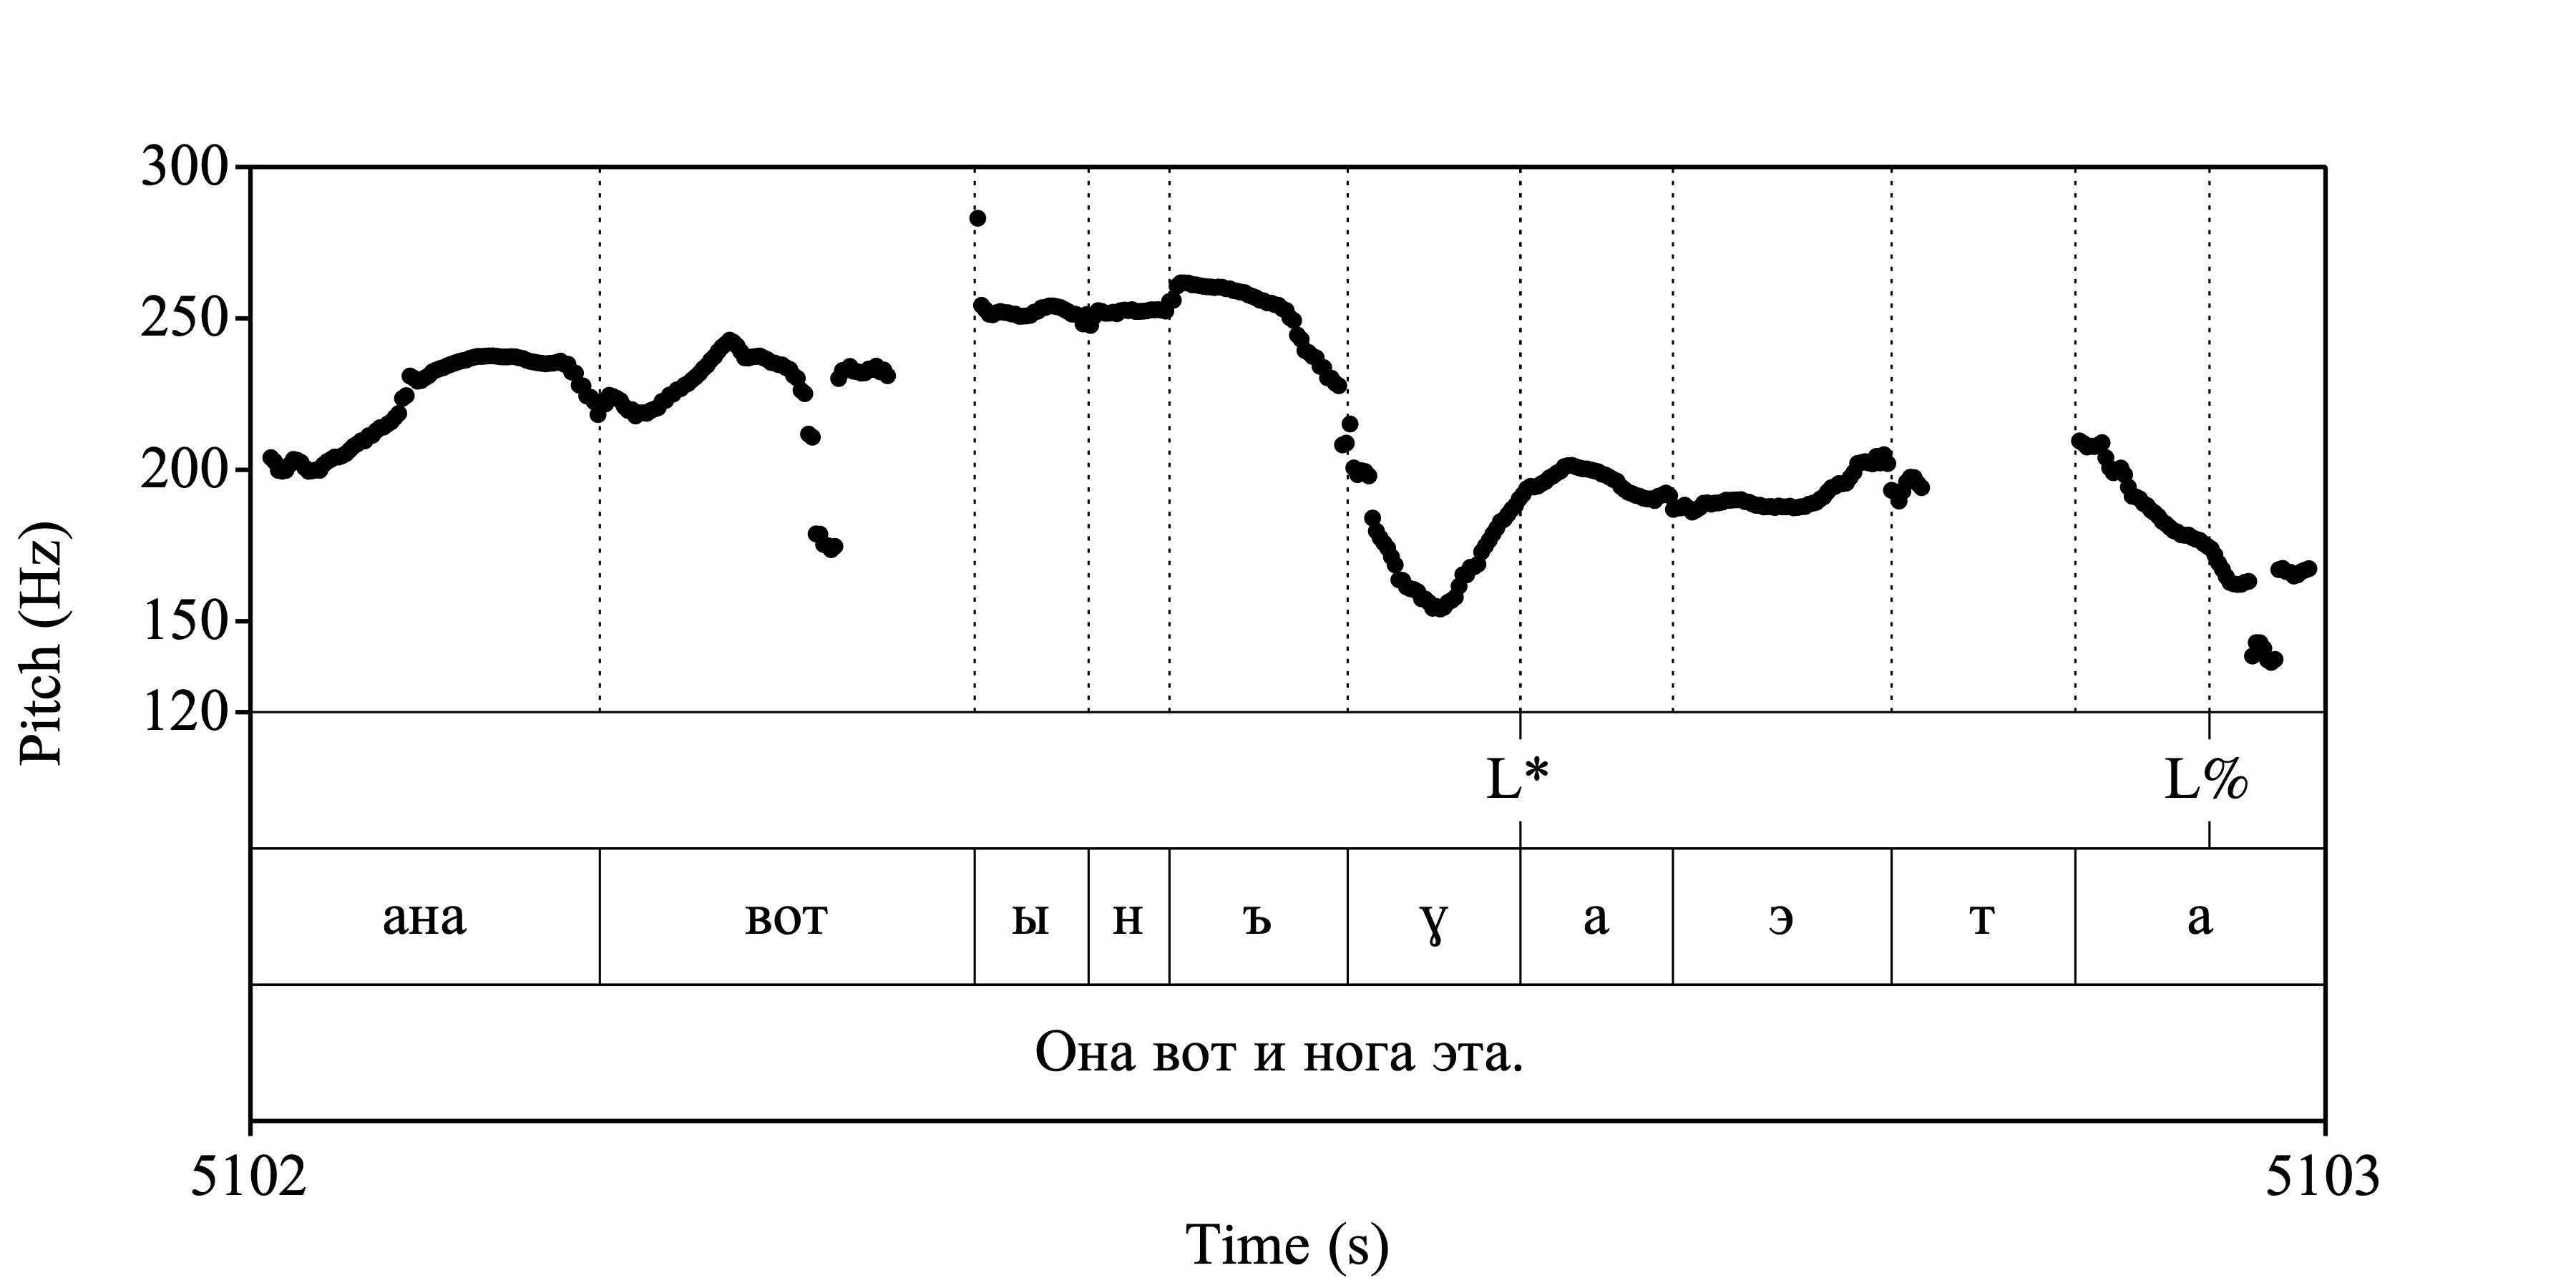 300
250
200
150
120
Pitch (Hz)
L* L%
ана вот ы н ъ ɣ а э т а
Она вот и нога эта.
5102 5103
Time (s)